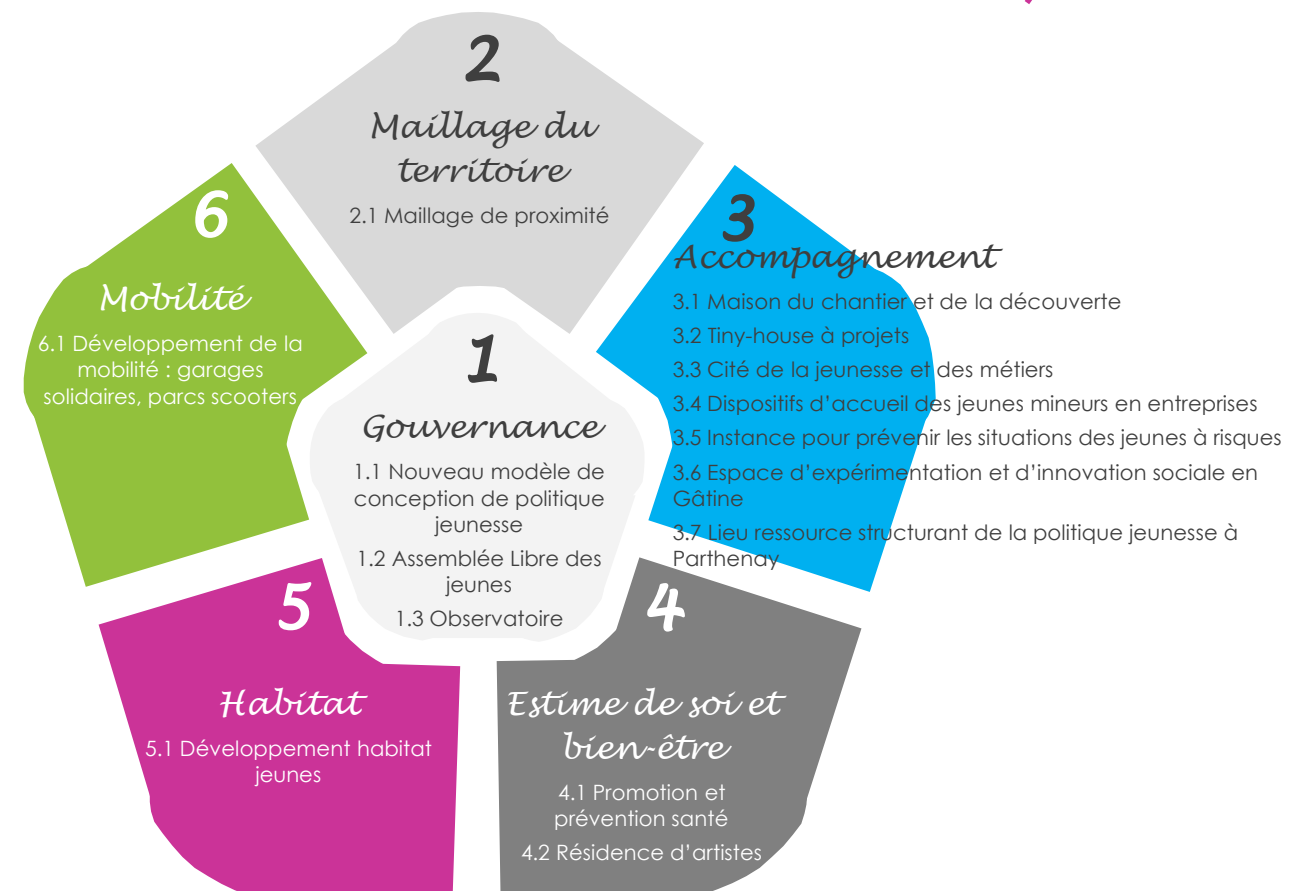 2
Maillage du
territoire
2.1 Maillage de proximité
6
Mobilité
6.1 Développement de la
mobilité : garages
solidaires, parcs scooters
3
Accompagnement
3.1 Maison du chantier et de la découverte
3.2 Tiny-house à projets
3.3 Cité de la jeunesse et des métiers
3.4 Dispositifs d’accueil des jeunes mineurs en entreprises
3.5 Instance pour prévenir les situations des jeunes à risques
3.6 Espace d’expérimentation et d’innovation sociale en
Gâtine
3.7 Lieu ressource structurant de la politique jeunesse à
Parthenay
1
Gouvernance
1.1 Nouveau modèle de
conception de politique
jeunesse
1.2 Assemblée Libre des
jeunes
1.3 Observatoire
5
Habitat
5.1 Développement habitat
jeunes
4
Estime de soi et
bien-être
4.1 Promotion et
prévention santé
4.2 Résidence d’artistes